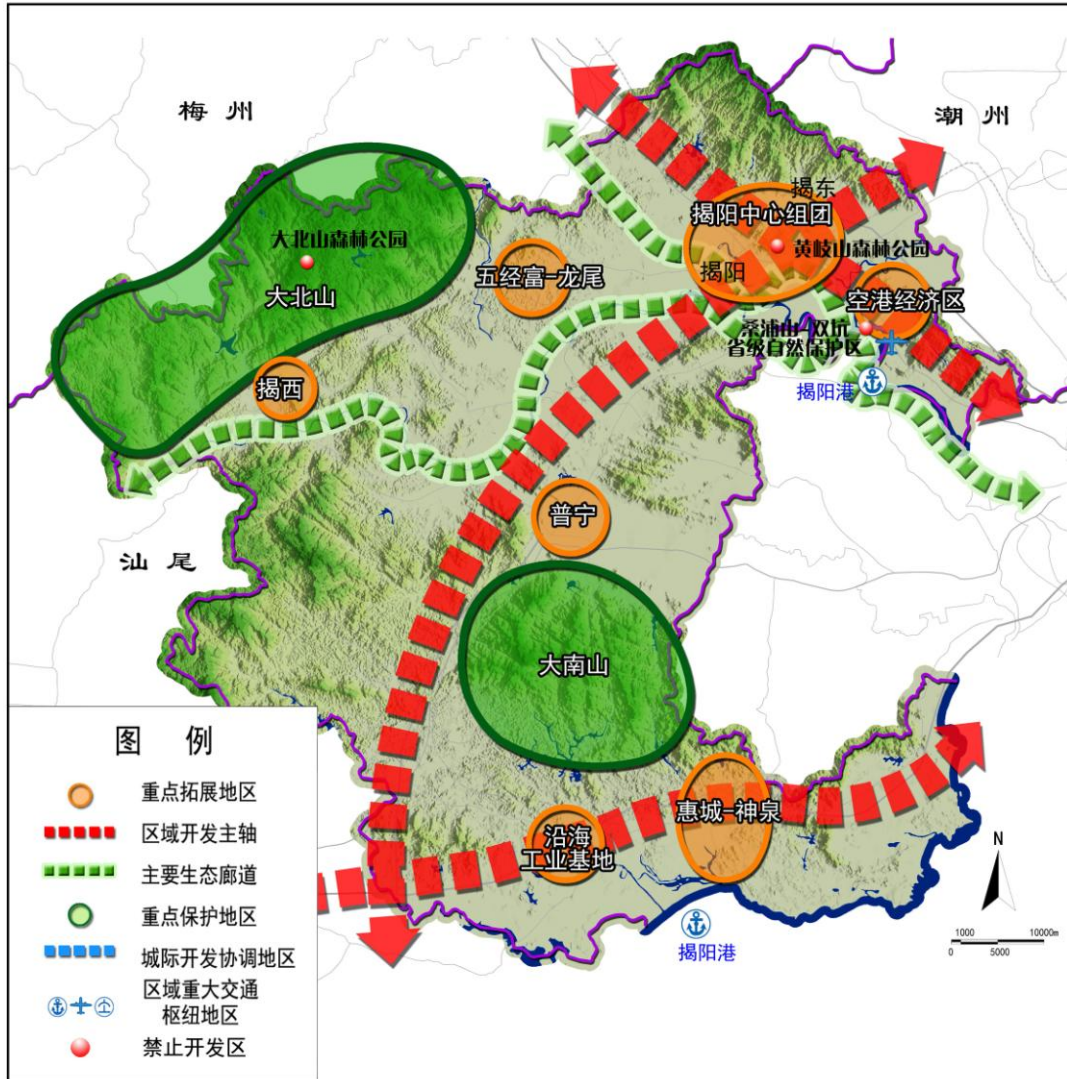 梅州
潮州
揭东
揭阳中心组团
大北山森林公园
黄岐山森林公园
五经富-龙尾
揭阳
大北山
空港经济区
桑浦山-双坑
省级自然保护区
揭西
揭阳港
普宁
汕尾
大南山
图 例
重点拓展地区
区域开发主轴
主要生态廊道
重点保护地区
城际开发协调地区
区域重大交通
枢纽地区
禁止开发区
惠城-神泉
沿海
工业基地
揭阳港
N
1000 10000m
0 5000